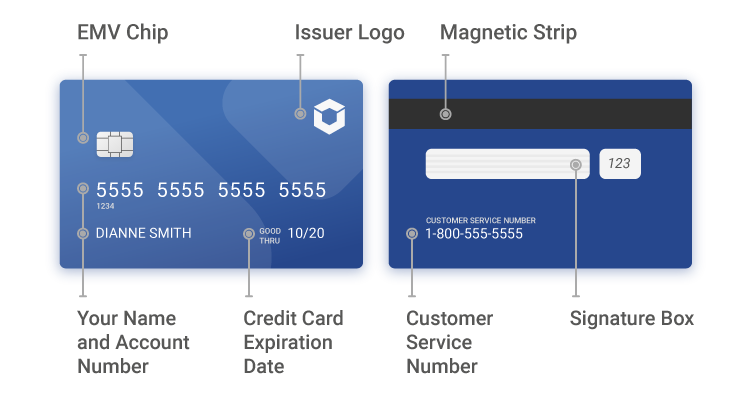 EMV Chip
Issuer Logo
Magnetic Strip
5555 5555 5555 5555
1234
DIANNE SMITH
GOOD
THRU
10/20
123
CUSTOMER SERVICE NUMBER
1-800-555-5555
Your Name
and Account
Number
Credit Card
Expiration
Date
Customer
Service
Number
Signature Box